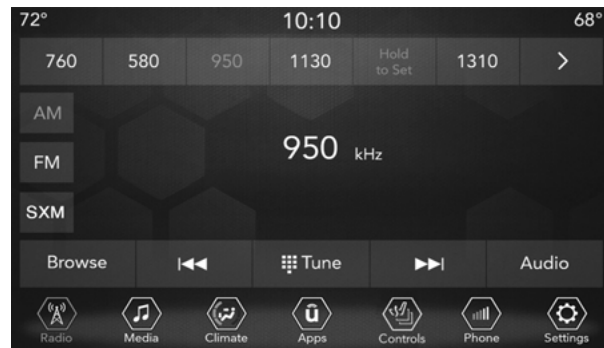 72° 10:10 68°
760 580 950 1130 Hold to Set 1310 >
AM
950 kHz
FM
SXM
Browse Tune Audio
ū
Radio Media Climate Apps Controls Phone Settings